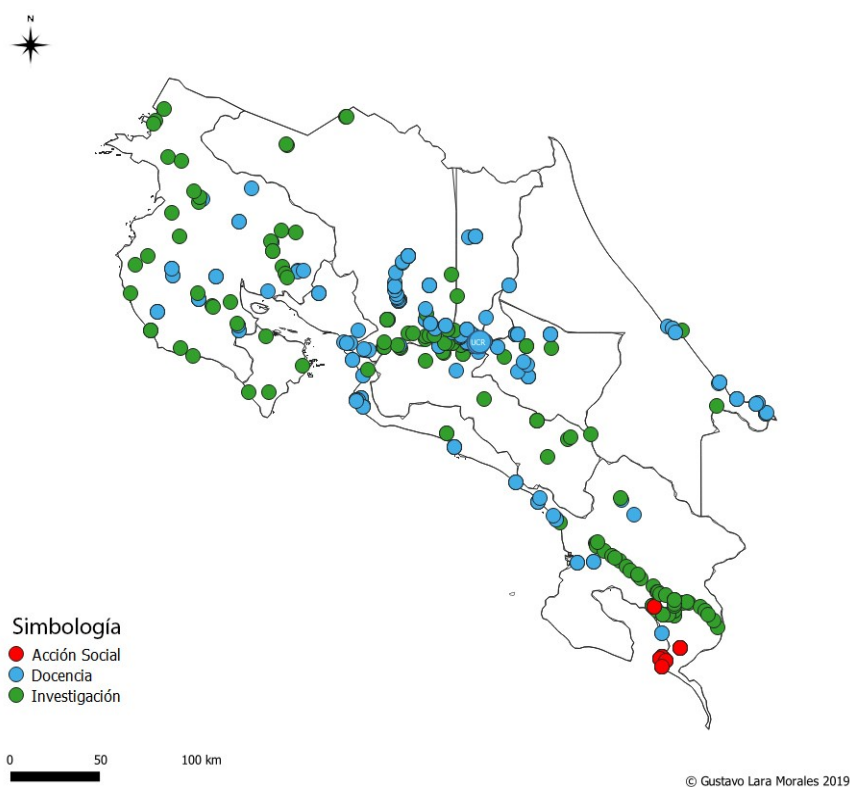 N
UCR
Simbología
Acción Social
Docencia
Investigación
0 50 100 km
© Gustavo Lara Morales 2019